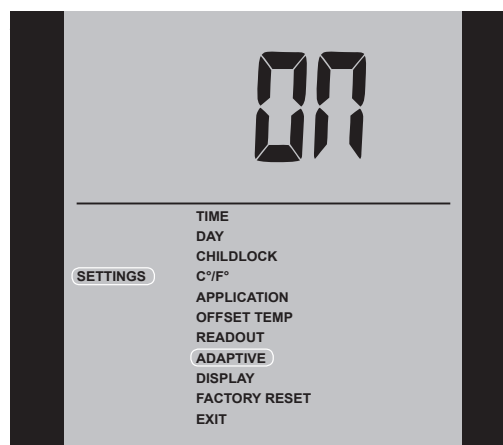 ON
TIME
DAY
CHILDLOCK
SETTINGS C°/F°
APPLICATION
OFFSET TEMP
READOUT
ADAPTIVE
DISPLAY
FACTORY RESET
EXIT